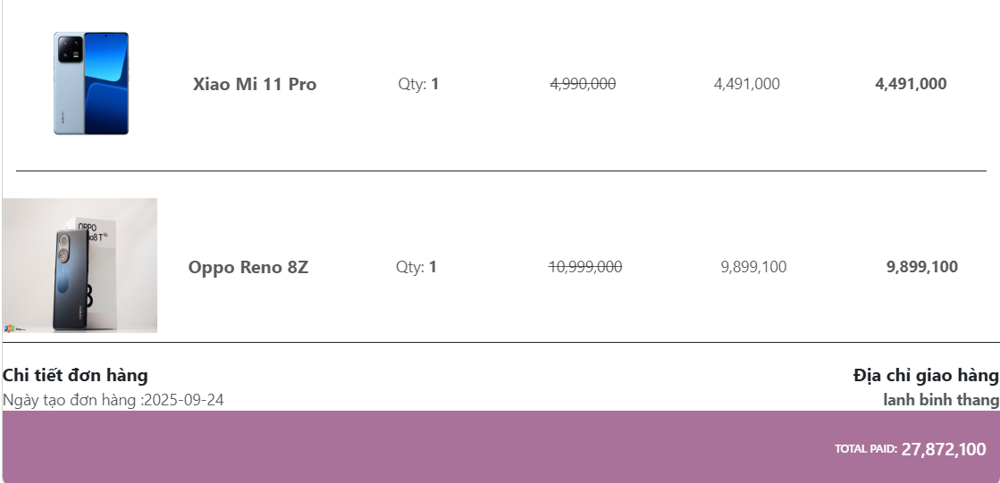 Xiao Mi 11 Pro Qty: 1 4,990,000 4,491,000 4,491,000
OPPO
Oppo Reno 8Z Qty: 1 10,999,000 9,899,100 9,899,100
8
Chi tiết đơn hàng
Địa chỉ giao hàng
Ngày tạo đơn hàng :2025-09-24
lanh binh thang
TOTAL PAID: 27,872,100